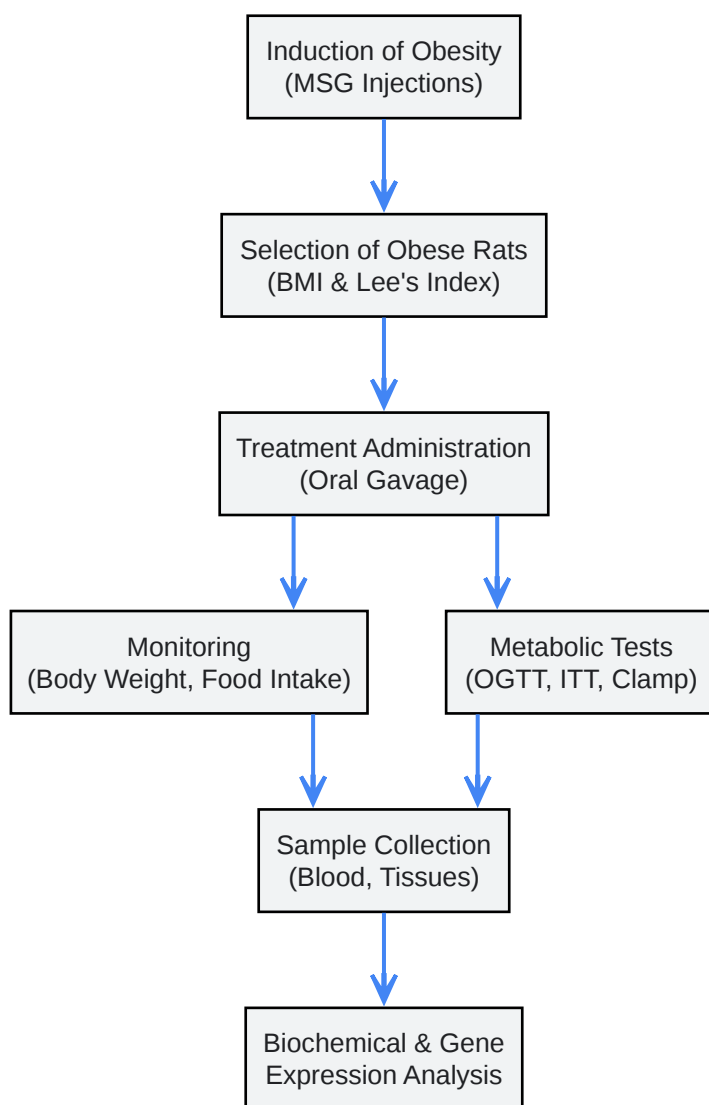 Induction of Obesity
(MSG Injections)
Selection of Obese Rats
(BMI & Lee's Index)
Treatment Administration
(Oral Gavage)
Monitoring
(Body Weight, Food Intake)
Metabolic Tests
(OGTT, ITT, Clamp)
Sample Collection
(Blood, Tissues)
Biochemical & Gene
Expression Analysis